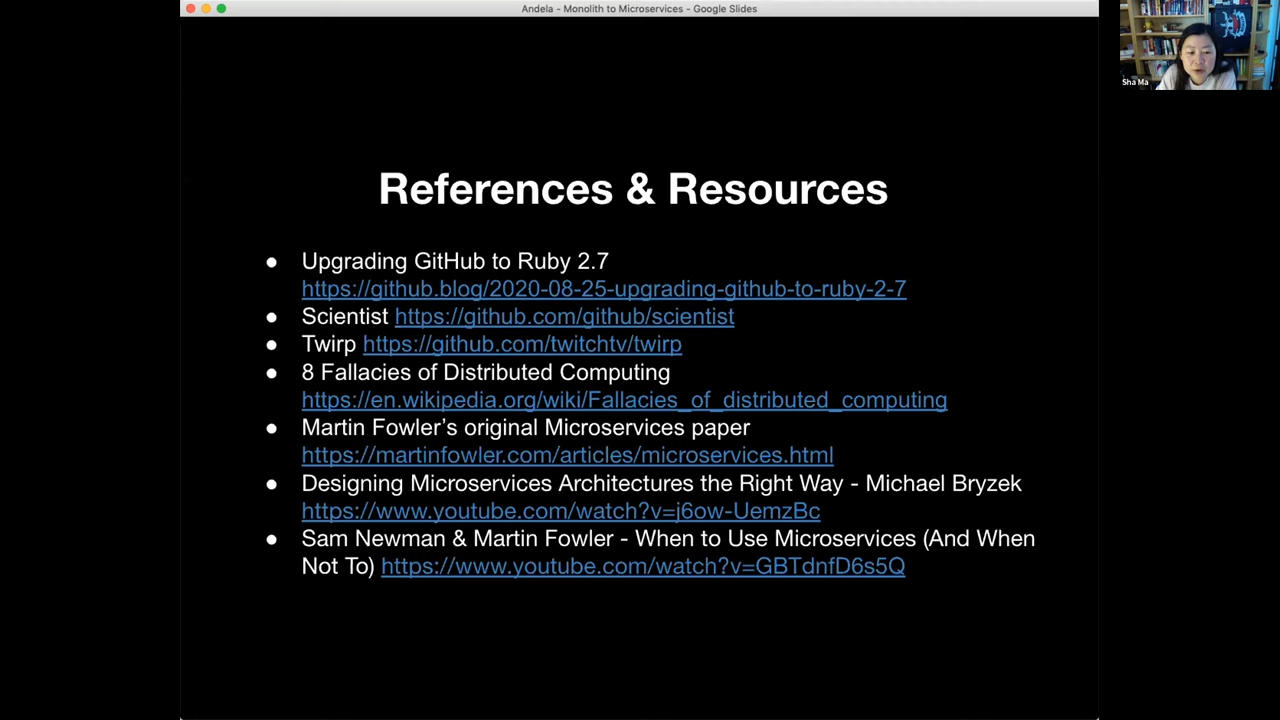 Andela - Monolith to Microservices - Google Slides
Sha Ma
References & Resources
● Upgrading GitHub to Ruby 2.7
https://github.blog/2020-08-25-upgrading-github-to-ruby-2-7
● Scientist https://github.com/github/scientist
● Twirp https://github.com/twitchtv/twirp
● 8 Fallacies of Distributed Computing
https://en.wikipedia.org/wiki/Fallacies_of_distributed_computing
● Martin Fowler’s original Microservices paper
https://martinfowler.com/articles/microservices.html
● Designing Microservices Architectures the Right Way - Michael Bryzek
https://www.youtube.com/watch?v=j6ow-UemzBc
● Sam Newman & Martin Fowler - When to Use Microservices (And When
Not To) https://www.youtube.com/watch?v=GBTdnfD6s5Q